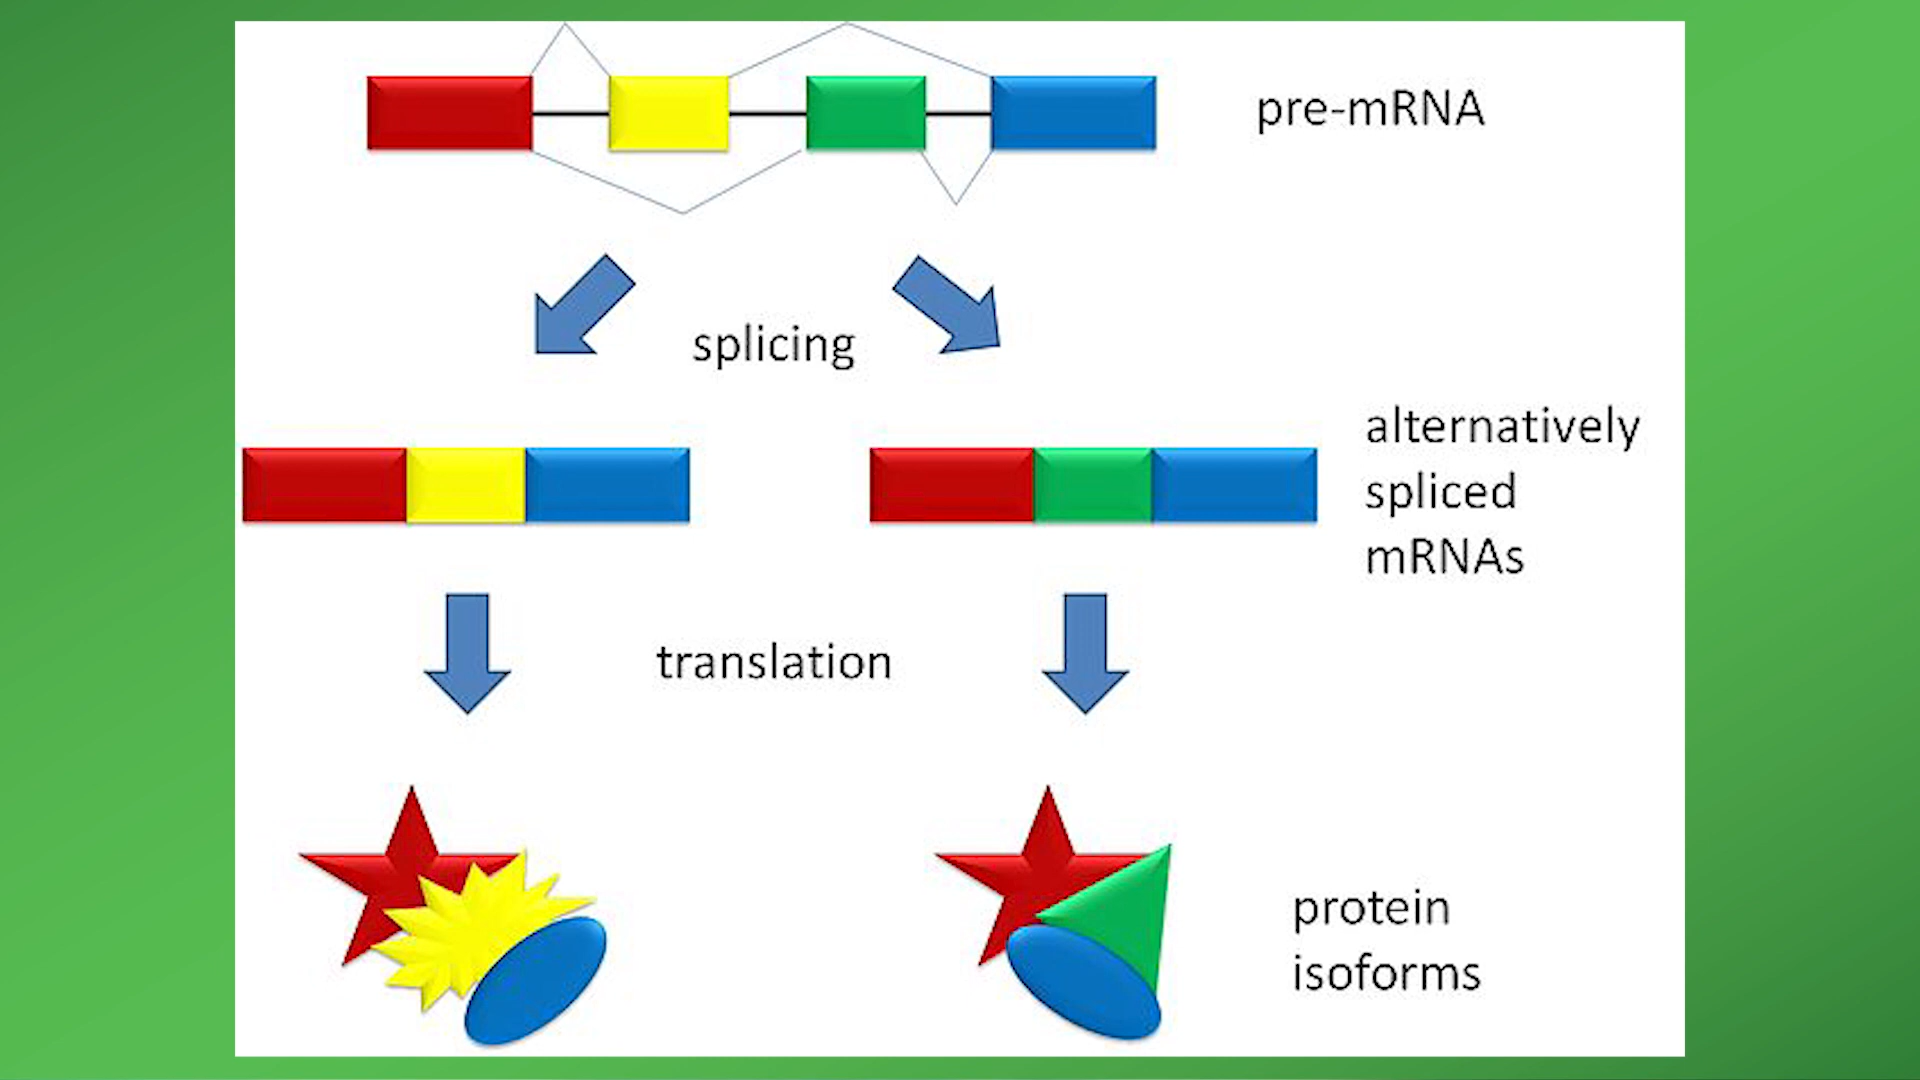 pre-mRNA
splicing
alternatively
spliced
mRNAs
translation
protein
isoforms